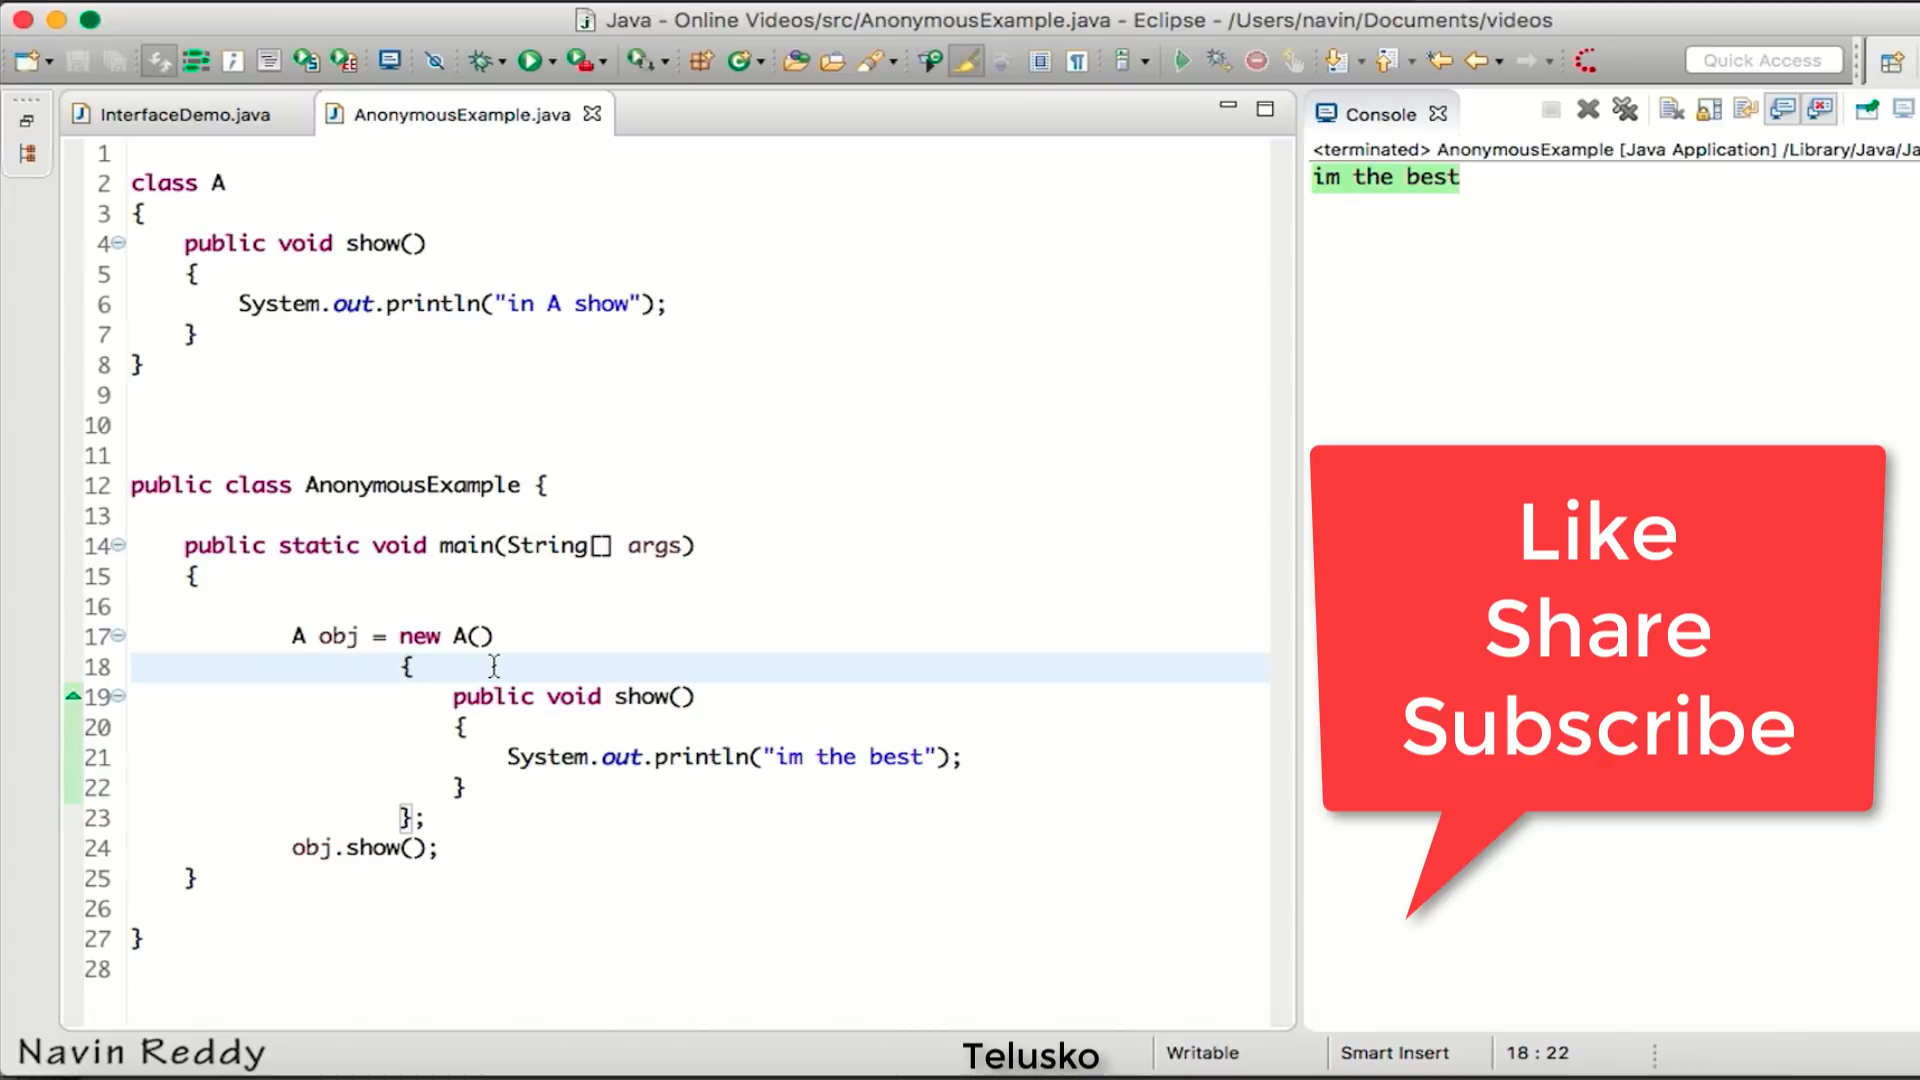 Java - Online Videos/src/AnonymousExample.java - Eclipse - /Users/navin/Documents/videos
Quick Access
InterfaceDemo.java
AnonymousExample.java
1
2 class A
3 {
4 public void show()
5 {
6 System.out.println("in A show");
7 }
8 }
9
10
11
12 public class AnonymousExample {
13
14 public static void main(String[] args)
15 {
16
17 A obj = new A()
18 {
19 public void show()
20 {
21 System.out.println("im the best");
22 }
23 };
24 obj.show();
25 }
26
27 }
28
Console
<terminated> AnonymousExample [Java Application] /Library/Java/Ja
im the best
Like
Share
Subscribe
Navin Reddy
Telusko
Writable
Smart Insert
18 : 22